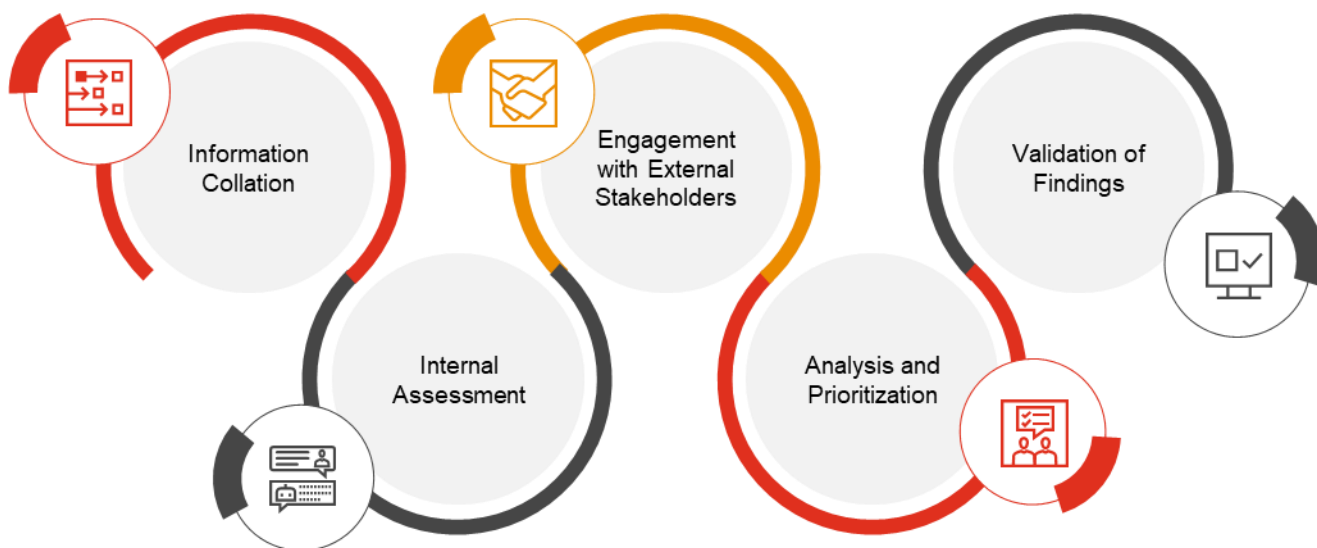 Information
Collation
Internal
Assessment
Engagement
with External
Stakeholders
Analysis and
Prioritization
Validation of
Findings